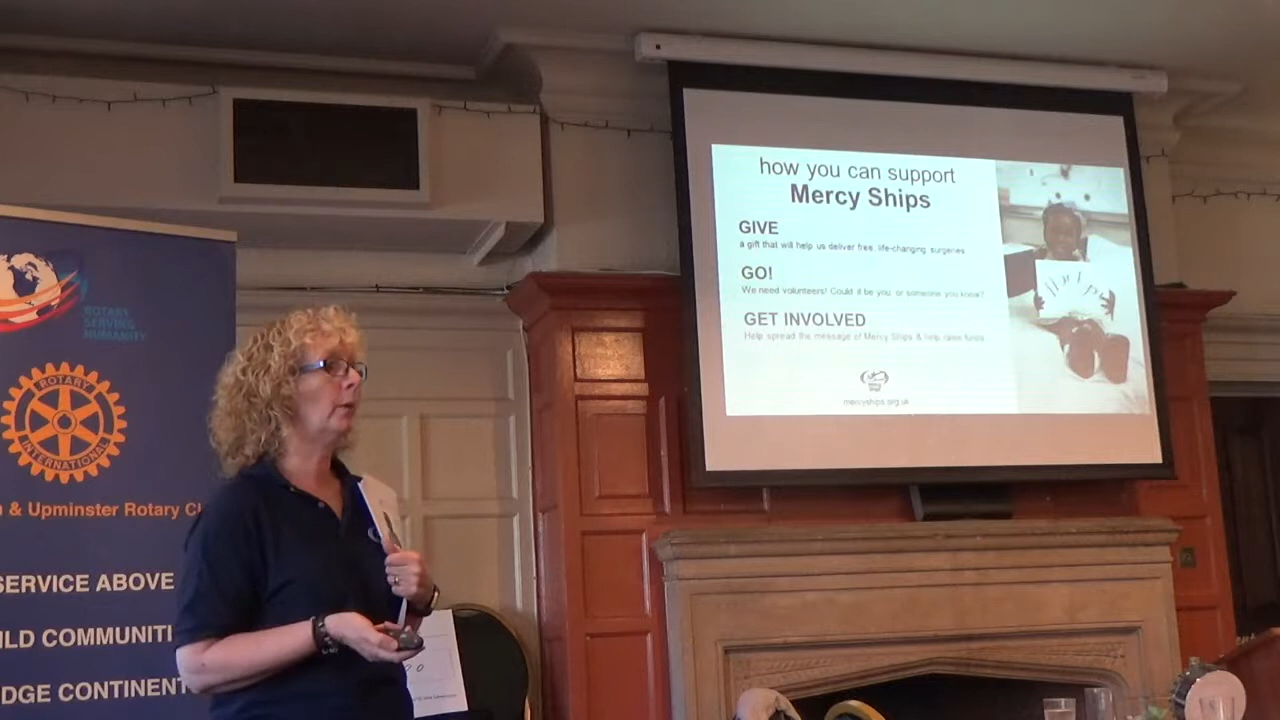 ROTARY
SERVING
HUMANITY
ROTARY
INTERNATIONAL
& Upminster Rotary Cl
SERVICE ABOVE
ILD COMMUNITI
DGE CONTINENT
how you can support
Mercy Ships
GIVE
a gift that will help us deliver free, life-changing surgeries
GO!
We need volunteers! Could it be you, or someone you know?
GET INVOLVED
Help spread the message of Mercy Ships & help raise funds
mercyships.org.uk